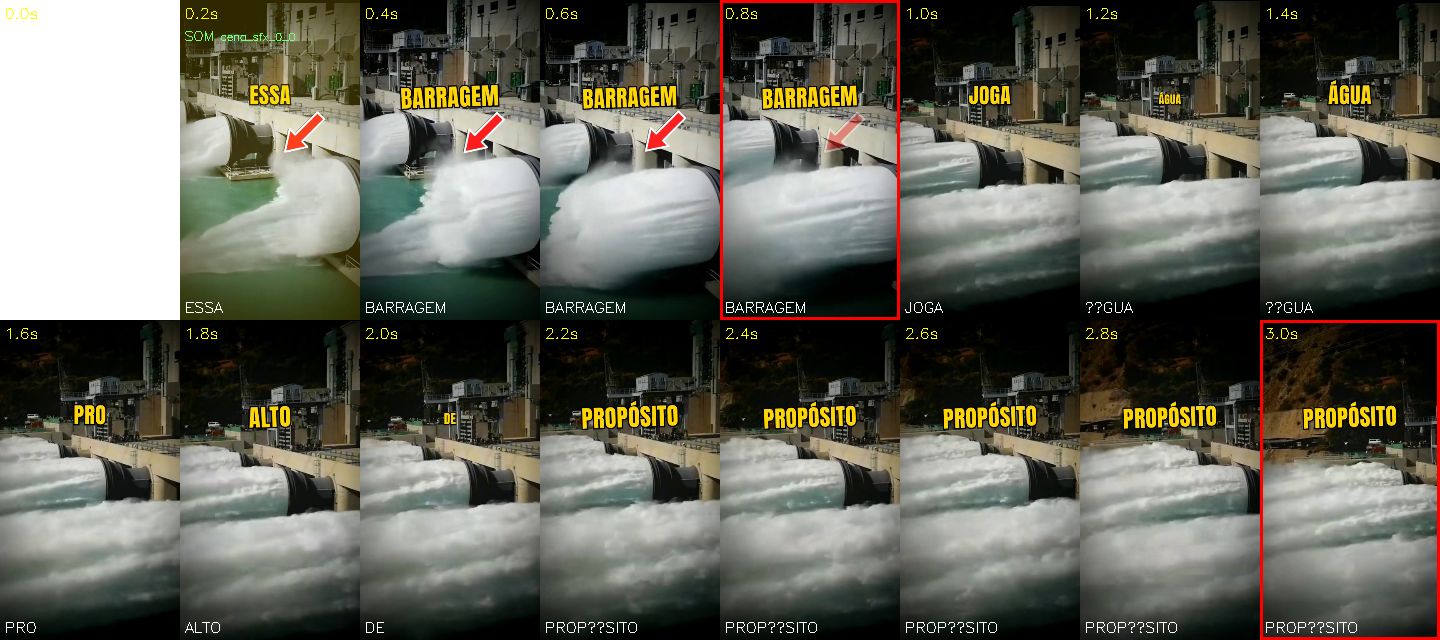 0.0s
0.2s
0.4s
0.6s
0.8s
1.0s
1.2s
1.4s
SOM cena_sfx_0_0
ESSA
BARRAGEM
BARRAGEM
BARRAGEM
JOGA
ÁGUA
ÁGUA
ESSA
BARRAGEM
BARRAGEM
BARRAGEM
JOGA
??GUA
??GUA
1.6s
1.8s
2.0s
2.2s
2.4s
2.6s
2.8s
3.0s
PRO
ALTO
DE
PROPÓSITO
PROPÓSITO
PROPÓSITO
PROPÓSITO
PROPÓSITO
PRO
ALTO
DE
PROP??SITO
PROP??SITO
PROP??SITO
PROP??SITO
PROP??SITO